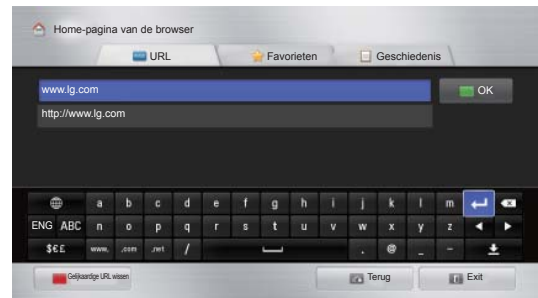 Home-pagina van de browser
URL Favorieten Geschiedenis
www.lg.com OK
http://www.lg.com
a b c d e f g h i j k l m
ENG ABC n o p q r s t u v w x y z
$€£ www. .com .net / . @ _ -
Gelijkaardige URL wissen Terug Exit